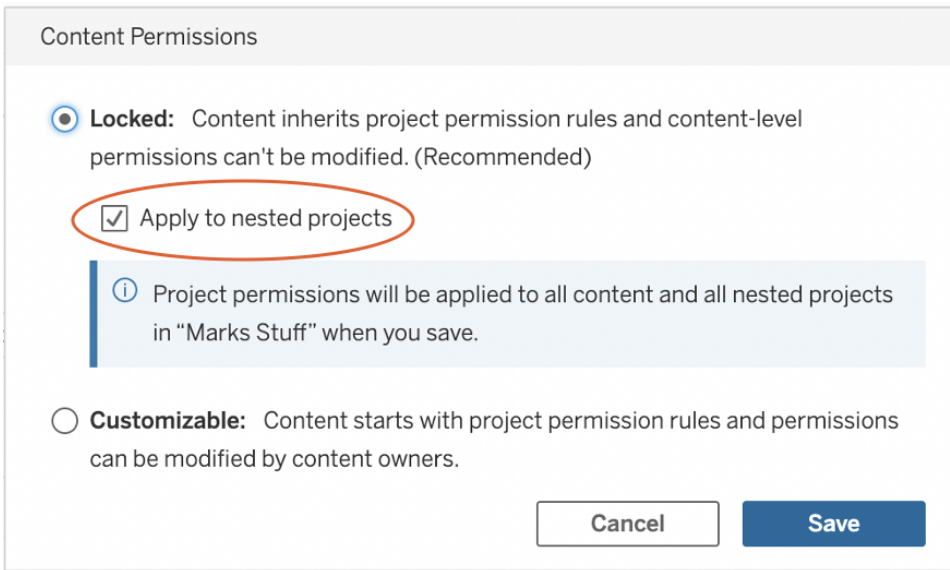 Content Permissions
Locked: Content inherits project permission rules and content-level
permissions can't be modified. (Recommended)
Apply to nested projects
Project permissions will be applied to all content and all nested projects
in “Marks Stuff” when you save.
Customizable: Content starts with project permission rules and permissions
can be modified by content owners.
Cancel
Save